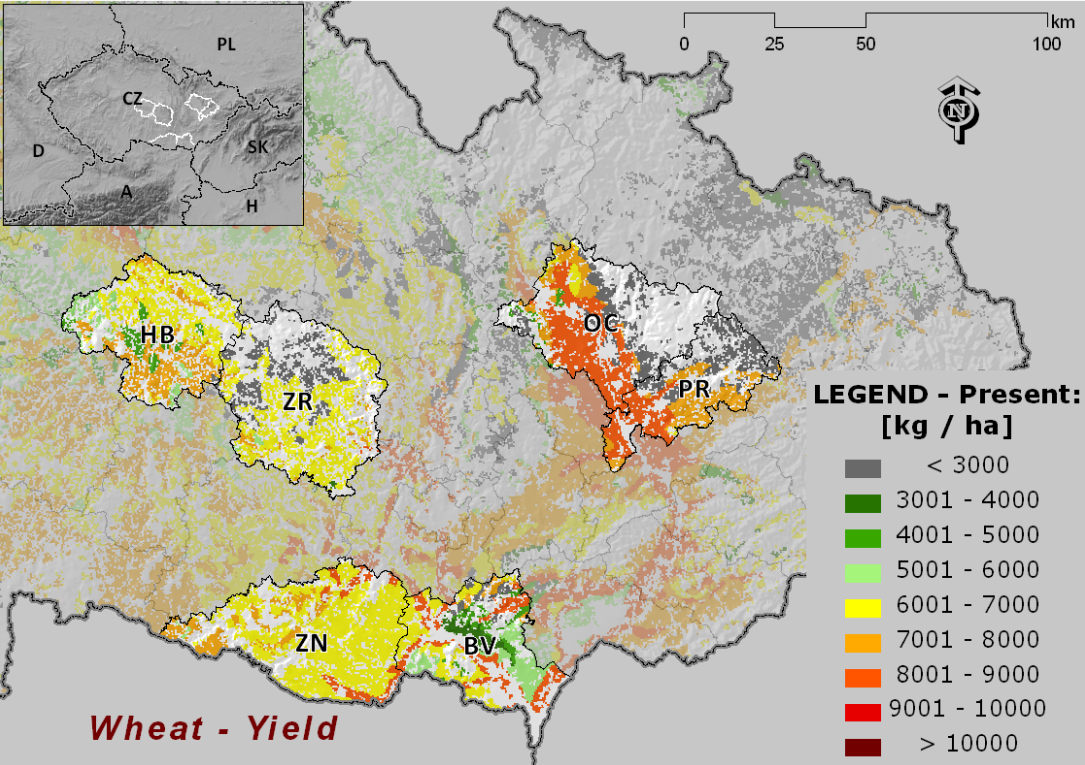 PL
CZ
D
SK
A
H
km
0 25 50 100
N
HB
ZR
OC
PR
ZN
BV
LEGEND - Present:
[kg / ha]
< 3000
3001 - 4000
4001 - 5000
5001 - 6000
6001 - 7000
7001 - 8000
8001 - 9000
9001 - 10000
> 10000
Wheat - Yield